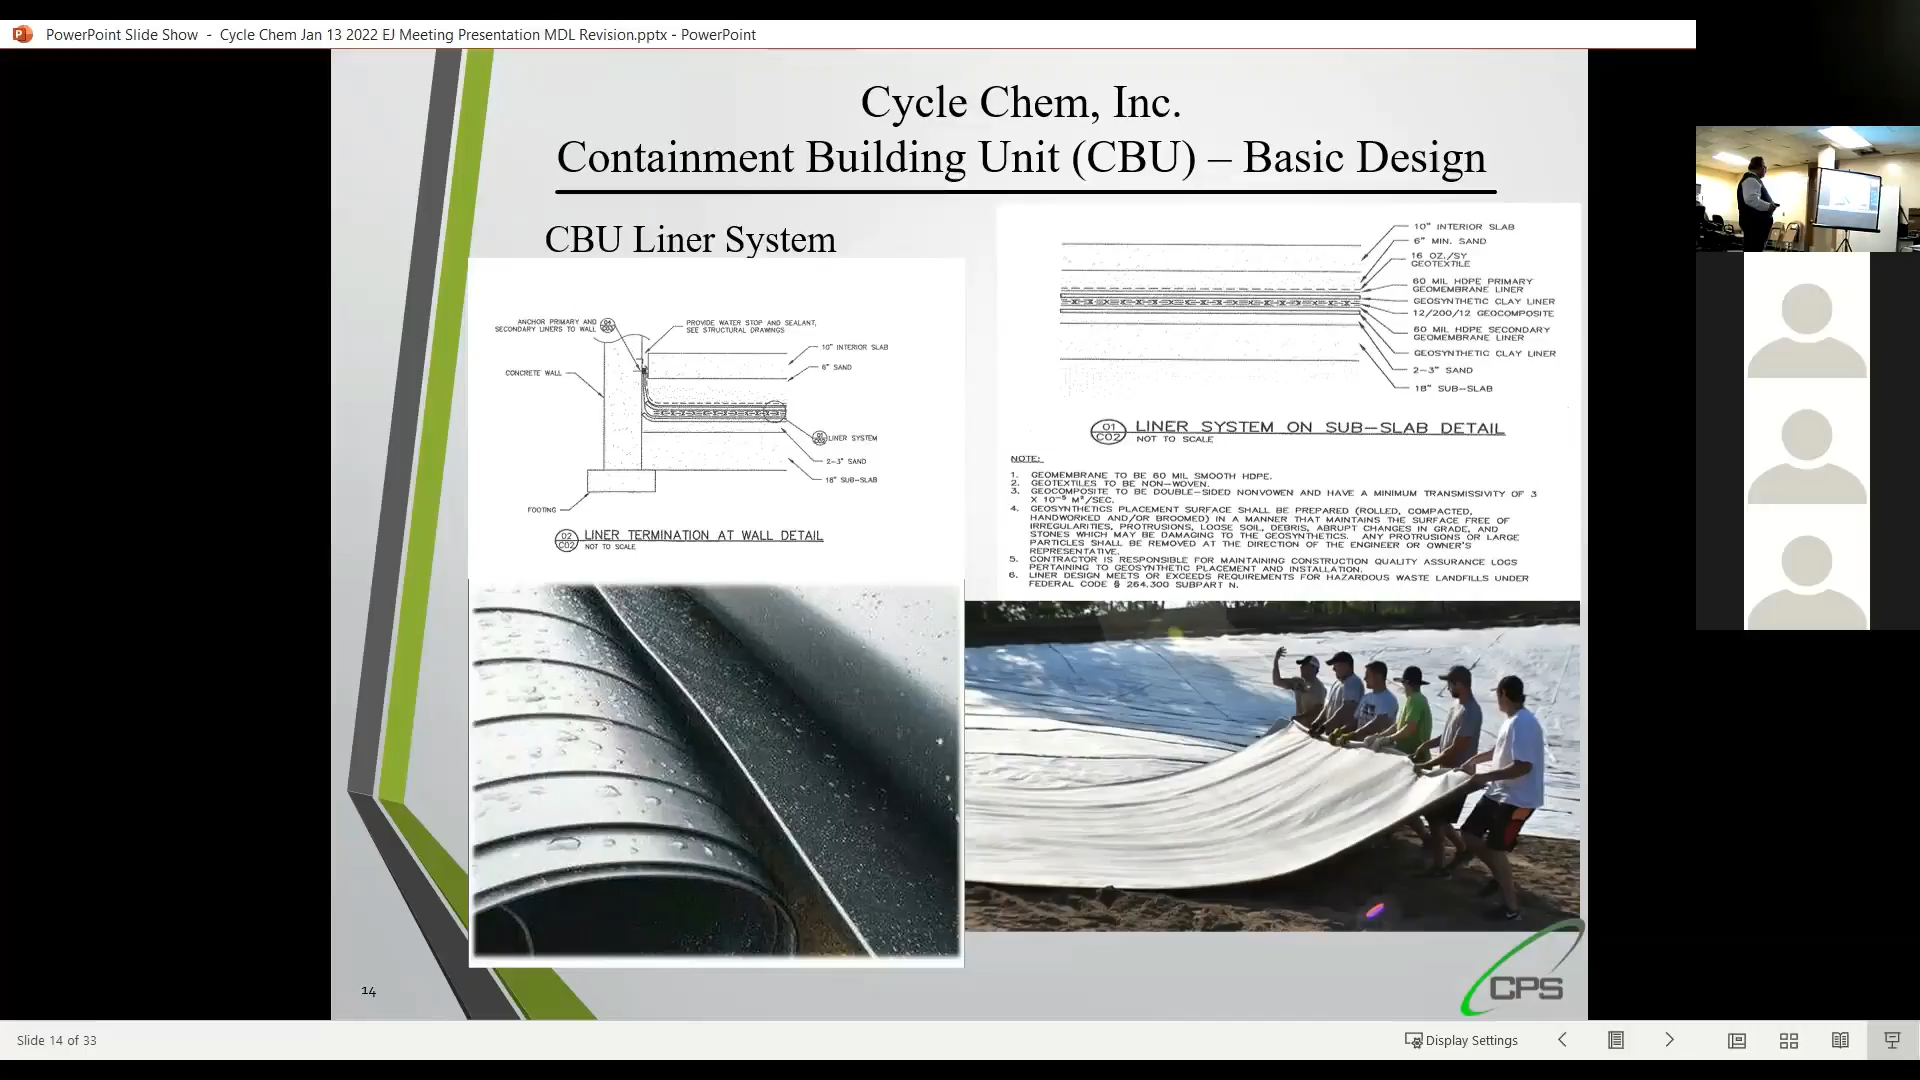 PowerPoint Slide Show - Cycle Chem Jan 13 2022 EJ Meeting Presentation MDL Revision.pptx - PowerPoint
Cycle Chem, Inc.
Containment Building Unit (CBU) – Basic Design
CBU Liner System
ANCHOR PRIMARY AND
SECONDARY LINERS TO WALL
PROVIDE WATER STOP AND SEALANT,
SEE STRUCTURAL DRAWINGS
10" INTERIOR SLAB
6" SAND
CONCRETE WALL
LINER SYSTEM
2-3" SAND
18" SUB-SLAB
FOOTING
02
C02
LINER TERMINATION AT WALL DETAIL
NOT TO SCALE
10" INTERIOR SLAB
6" MIN. SAND
16 OZ./SY
GEOTEXTILE
60 MIL HDPE PRIMARY
GEOMEMBRANE LINER
GEOSYNTHETIC CLAY LINER
12/200/12 GEOCOMPOSITE
60 MIL HDPE SECONDARY
GEOMEMBRANE LINER
GEOSYNTHETIC CLAY LINER
2-3" SAND
18" SUB-SLAB
01
C02
LINER SYSTEM ON SUB-SLAB DETAIL
NOT TO SCALE
NOTE:
1. GEOMEMBRANE TO BE 60 MIL SMOOTH HDPE.
2. GEOTEXTILES TO BE NON-WOVEN.
3. GEOCOMPOSITE TO BE DOUBLE-SIDED NONVOWEN AND HAVE A MINIMUM TRANSMISSIVITY OF 3
X 10⁻⁵ M²/SEC.
4. GEOSYNTHETICS PLACEMENT SURFACE SHALL BE PREPARED (ROLLED, COMPACTED,
HANDWORKED AND/OR BROOMED) IN A MANNER THAT MAINTAINS THE SURFACE FREE OF
IRREGULARITIES, PROTRUSIONS, LOOSE SOIL, DEBRIS, ABRUPT CHANGES IN GRADE, AND
STONES WHICH MAY BE DAMAGING TO THE GEOSYNTHETICS. ANY PROTRUSIONS OR LARGE
PARTICLES SHALL BE REMOVED AT THE DIRECTION OF THE ENGINEER OR OWNER'S
REPRESENTATIVE.
5. CONTRACTOR IS RESPONSIBLE FOR MAINTAINING CONSTRUCTION QUALITY ASSURANCE LOGS
PERTAINING TO GEOSYNTHETIC PLACEMENT AND INSTALLATION.
6. LINER DESIGN MEETS OR EXCEEDS REQUIREMENTS FOR HAZARDOUS WASTE LANDFILLS UNDER
FEDERAL CODE § 264.300 SUBPART N.
14
CPS
Slide 14 of 33
Display Settings